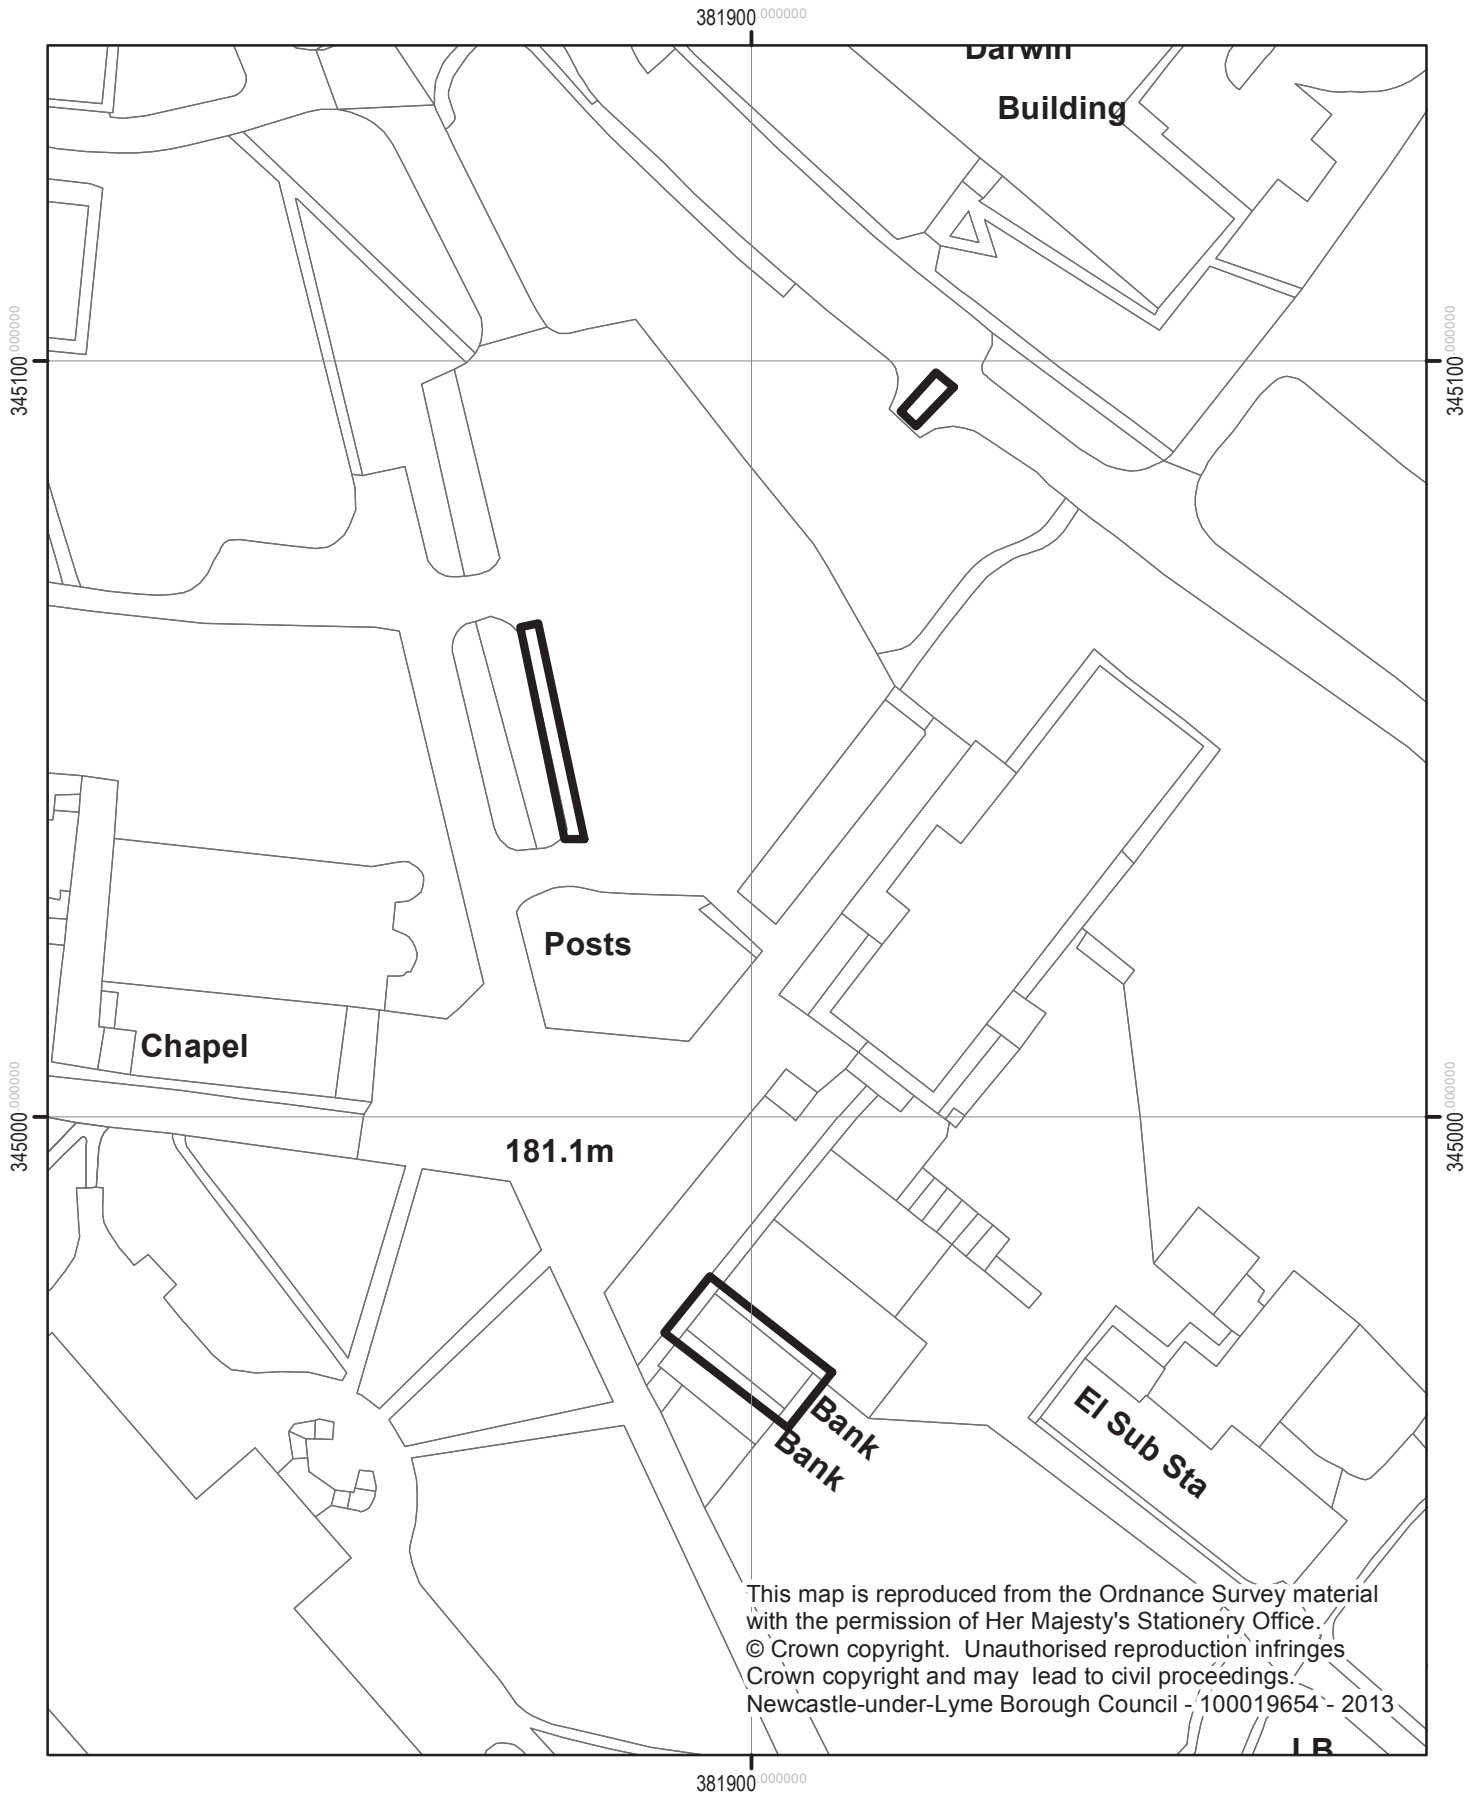 381900.000000
Darwin
Building
345100.000000
345100.000000
Posts
Chapel
345000.000000
345000.000000
181.1m
Bank
Bank
El Sub Sta
This map is reproduced from the Ordnance Survey material
with the permission of Her Majesty's Stationery Office.
© Crown copyright.  Unauthorised reproduction infringes
Crown copyright and may  lead to civil proceedings.
Newcastle-under-Lyme Borough Council - 100019654 - 2013
LB
381900.000000